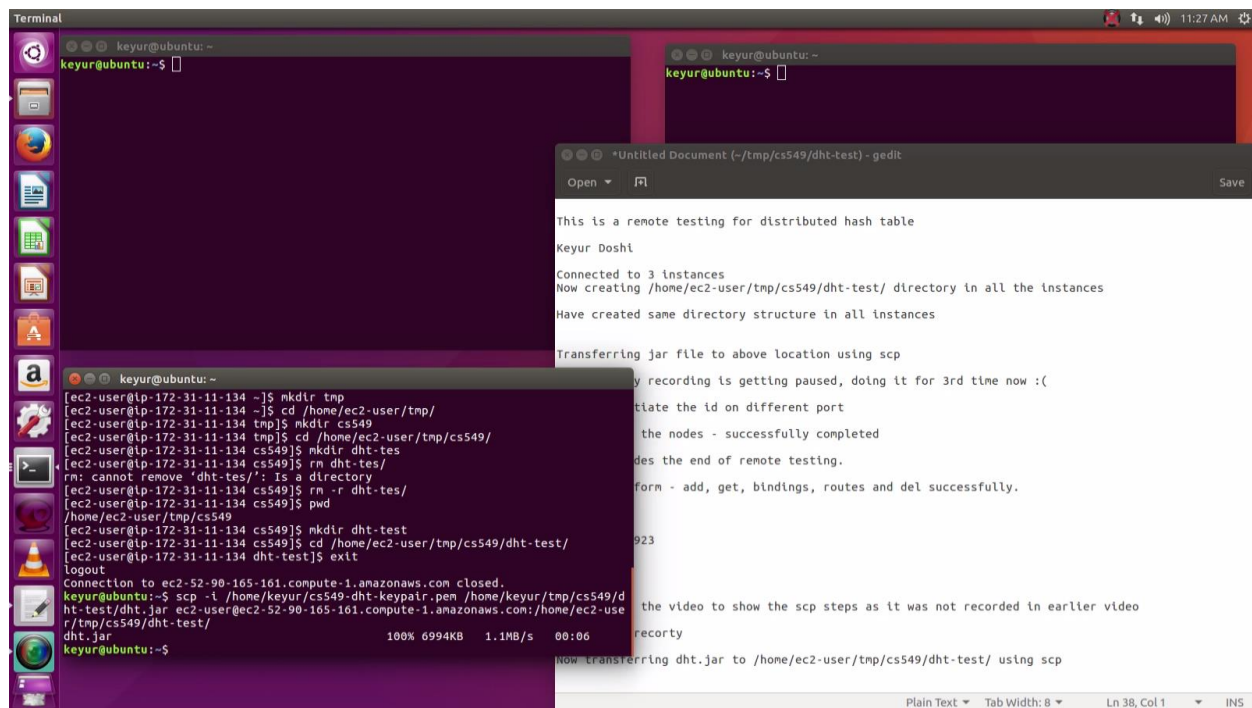 Terminal
11:27 AM
keyur@ubuntu: ~
keyur@ubuntu:~$
keyur@ubuntu: ~
keyur@ubuntu:~$
*Untitled Document (~/tmp/cs549/dht-test) - gedit
Open
Save
This is a remote testing for distributed hash table
Keyur Doshi
Connected to 3 instances
Now creating /home/ec2-user/tmp/cs549/dht-test/ directory in all the instances
Have created same directory structure in all instances
Transferring jar file to above location using scp
y recording is getting paused, doing it for 3rd time now :(
tiate the id on different port
the nodes - successfully completed
des the end of remote testing.
form - add, get, bindings, routes and del successfully.
923
the video to show the scp steps as it was not recorded in earlier video
recorty
Now transferring dht.jar to /home/ec2-user/tmp/cs549/dht-test/ using scp
Plain Text Tab Width: 8 Ln 38, Col 1 INS
keyur@ubuntu: ~
[ec2-user@ip-172-31-11-134 ~]$ mkdir tmp
[ec2-user@ip-172-31-11-134 ~]$ cd /home/ec2-user/tmp/
[ec2-user@ip-172-31-11-134 tmp]$ mkdir cs549
[ec2-user@ip-172-31-11-134 tmp]$ cd /home/ec2-user/tmp/cs549/
[ec2-user@ip-172-31-11-134 cs549]$ mkdir dht-tes
[ec2-user@ip-172-31-11-134 cs549]$ rm dht-tes/
rm: cannot remove ‘dht-tes/’: Is a directory
[ec2-user@ip-172-31-11-134 cs549]$ rm -r dht-tes/
[ec2-user@ip-172-31-11-134 cs549]$ pwd
/home/ec2-user/tmp/cs549
[ec2-user@ip-172-31-11-134 cs549]$ mkdir dht-test
[ec2-user@ip-172-31-11-134 cs549]$ cd /home/ec2-user/tmp/cs549/dht-test/
[ec2-user@ip-172-31-11-134 dht-test]$ exit
logout
Connection to ec2-52-90-165-161.compute-1.amazonaws.com closed.
keyur@ubuntu:~$ scp -i /home/keyur/cs549-dht-keypair.pem /home/keyur/tmp/cs549/d
ht-test/dht.jar ec2-user@ec2-52-90-165-161.compute-1.amazonaws.com:/home/ec2-use
r/tmp/cs549/dht-test/
dht.jar 100% 6994KB 1.1MB/s 00:06
keyur@ubuntu:~$